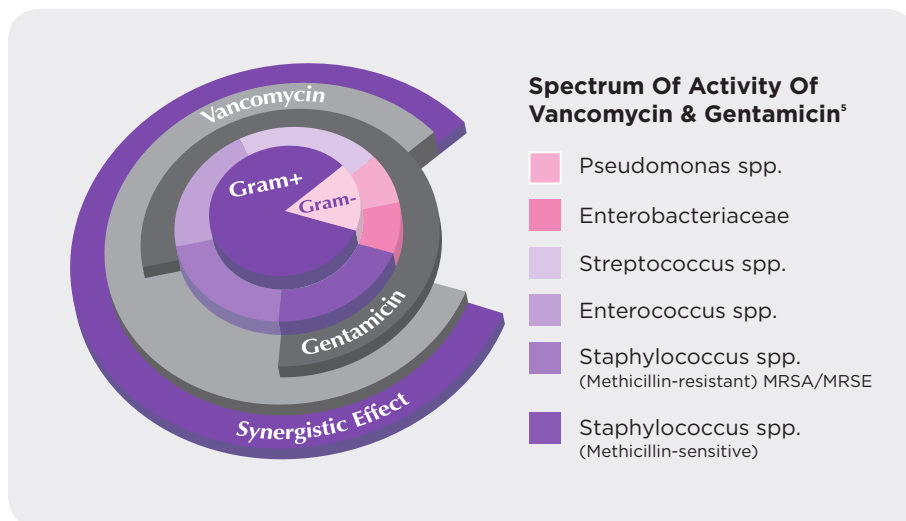 Vancomycin
Gram+
Gram-
Gentamicin
Synergistic Effect
Spectrum Of Activity Of
Vancomycin & Gentamicin⁵
Pseudomonas spp.
Enterobacteriaceae
Streptococcus spp.
Enterococcus spp.
Staphylococcus spp.
(Methicillin-resistant) MRSA/MRSE
Staphylococcus spp.
(Methicillin-sensitive)